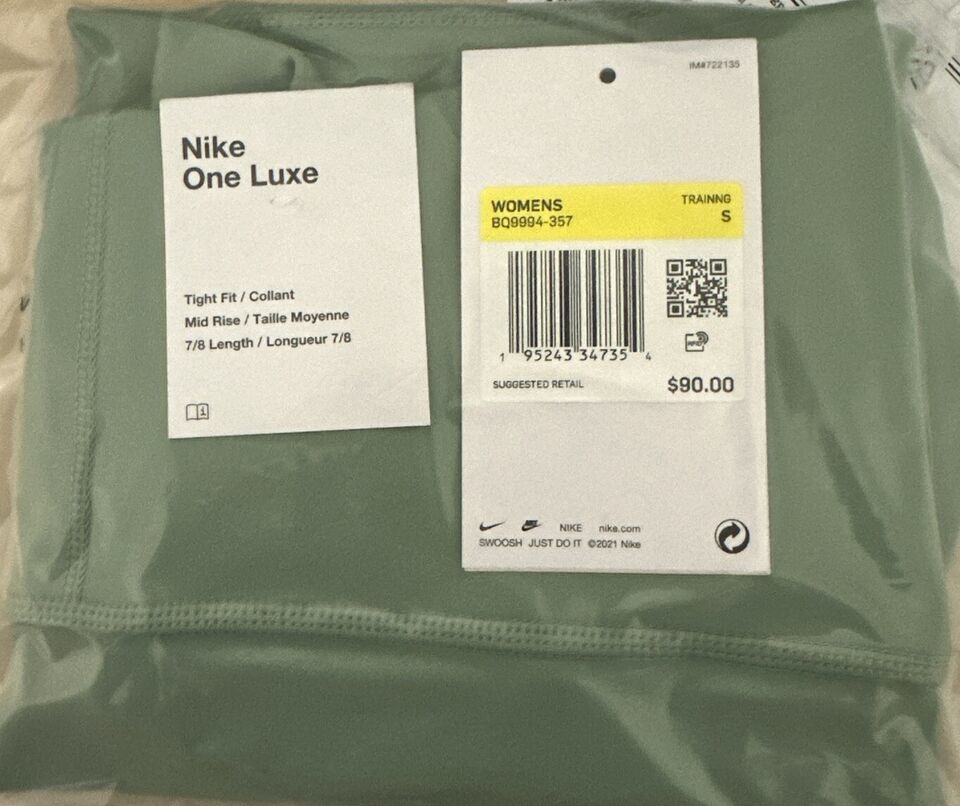 Nike
One Luxe
Tight Fit / Collant
Mid Rise / Taille Moyenne
7/8 Length / Longueur 7/8
IM#722135
WOMENS
TRAINNG
BQ9994-357
S
1 95243 34735 4
SUGGESTED RETAIL
$90.00
NIKE nike.com
SWOOSH JUST DO IT ©2021 Nike